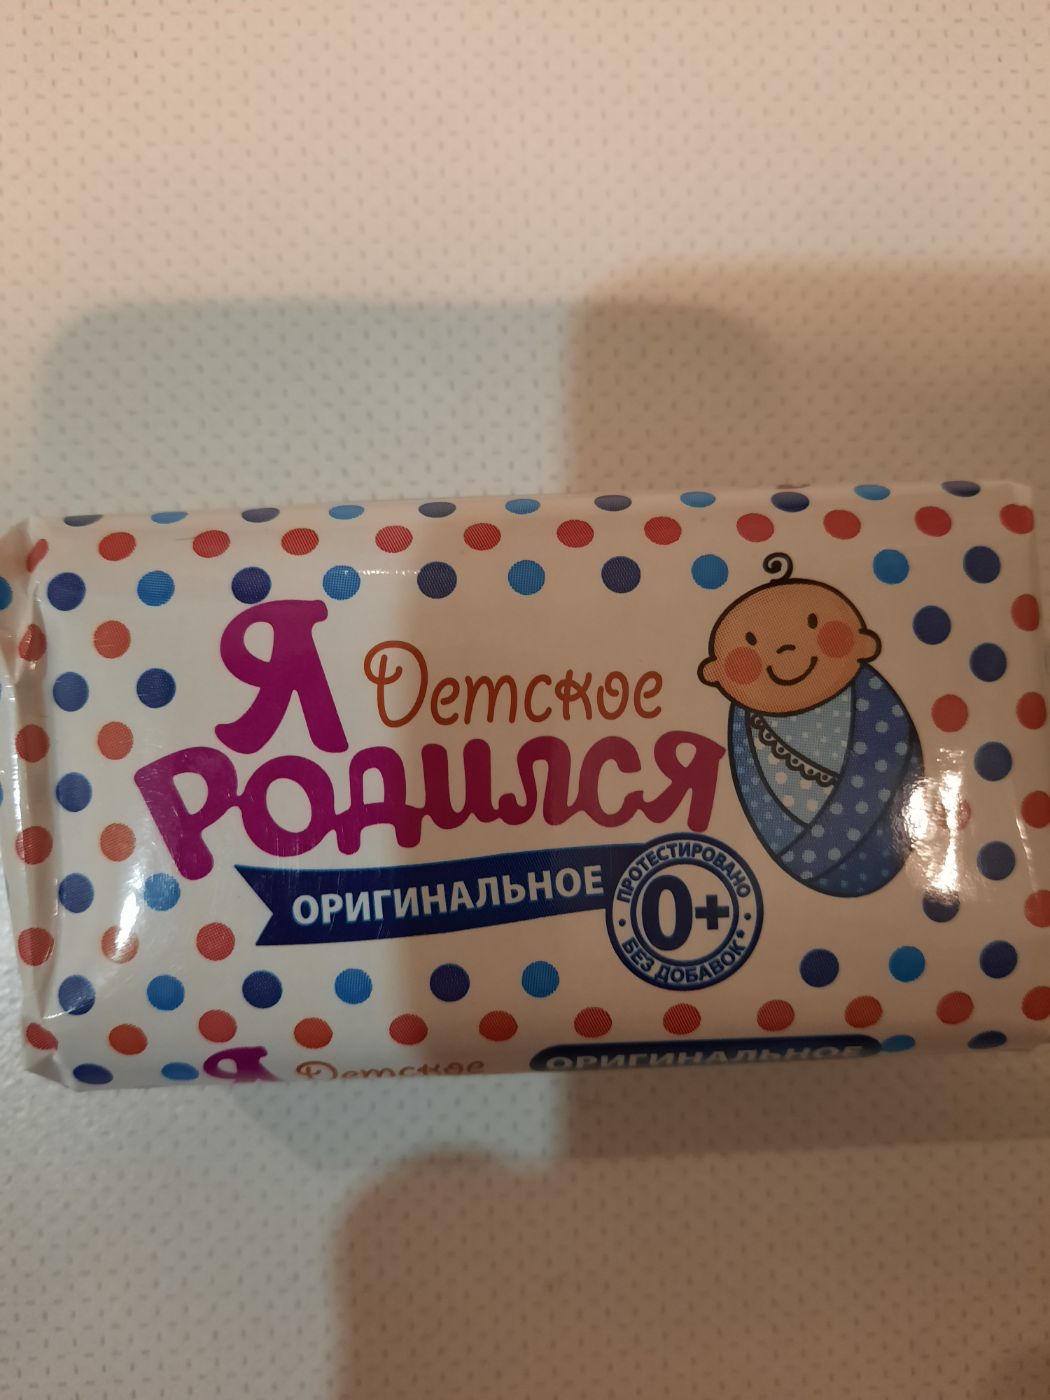 Я Детское
РОДИЛСЯ
ОРИГИНАЛЬНОЕ
ПРОТЕСТИРОВАНО
0+
БЕЗ ДОБАВОК*
Я Детское ОРИГИНАЛЬНОЕ